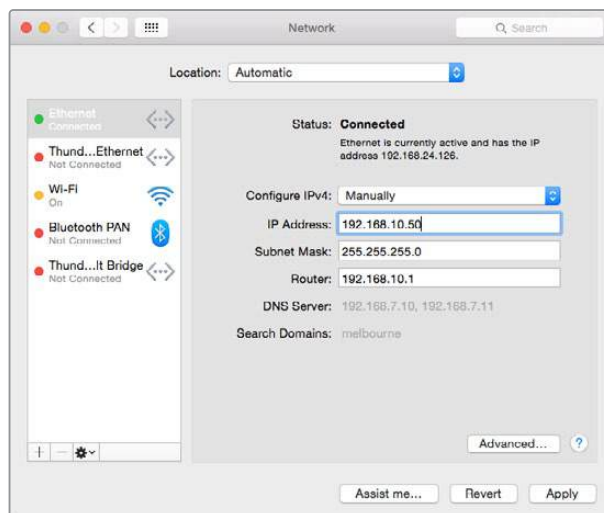 Network
Search
Location: Automatic
Ethernet
Connected
Thund...Ethernet
Not Connected
Wi-Fi
On
Bluetooth PAN
Not Connected
Thund...lt Bridge
Not Connected
Status: Connected
Ethernet is currently active and has the IP
address 192.168.24.126.
Configure IPv4: Manually
IP Address: 192.168.10.50
Subnet Mask: 255.255.255.0
Router: 192.168.10.1
DNS Server: 192.168.7.10, 192.168.7.11
Search Domains: melbourne
Advanced... ?
+ −
Assist me... Revert Apply